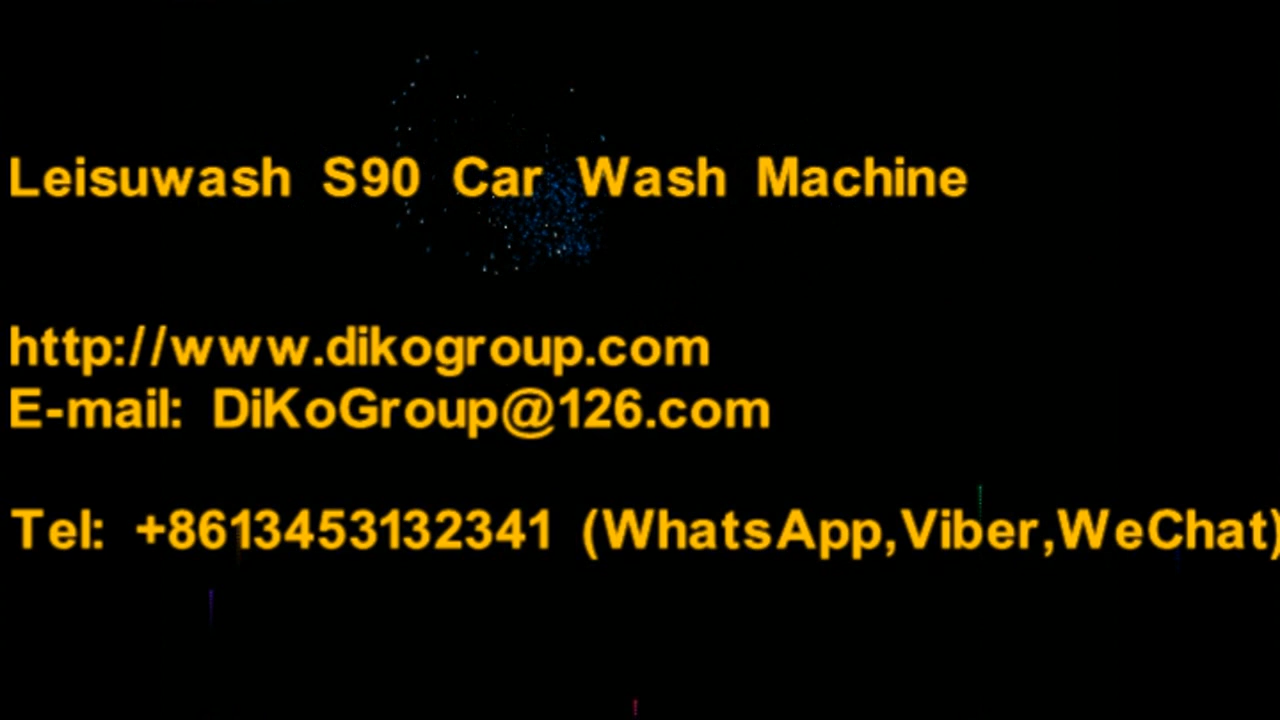 Leisuwash S90 Car Wash Machine
http://www.dikogroup.com
E-mail: DiKoGroup@126.com
Tel: +8613453132341 (WhatsApp,Viber,WeChat)